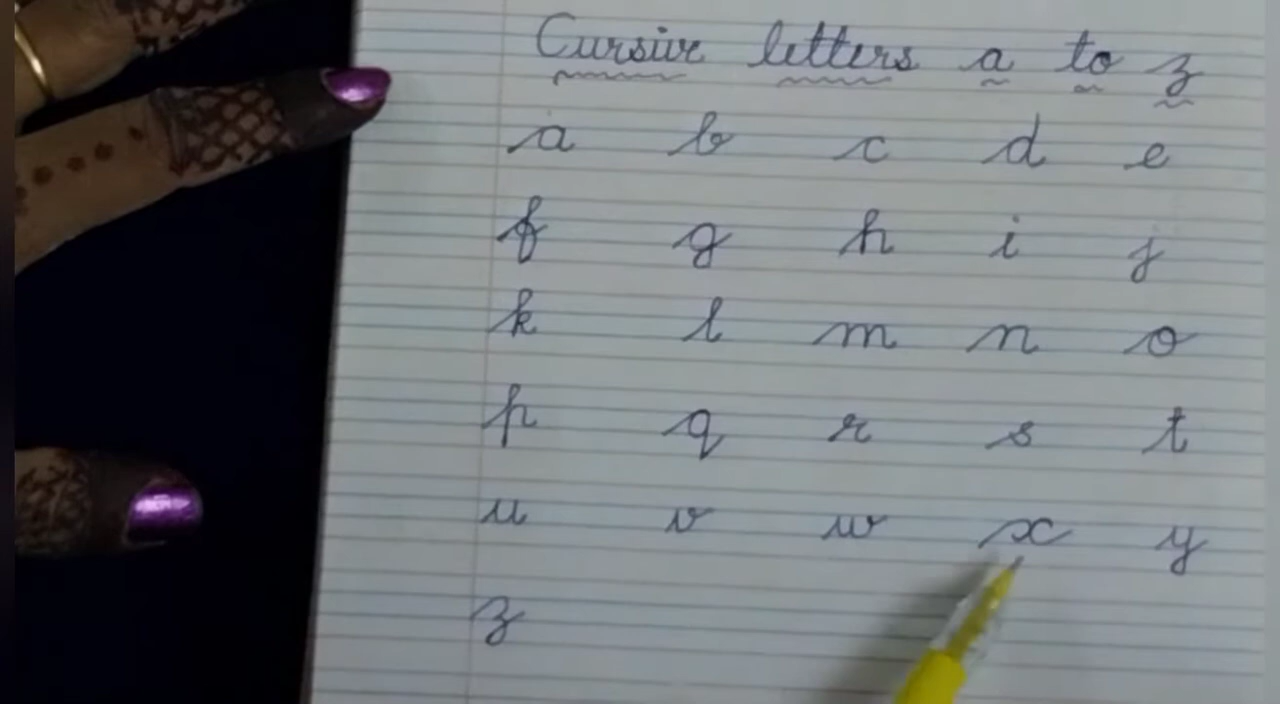 Cursive letters a to z
a b c d e
f g h i j
k l m n o
p q r s t
u v w x y
z